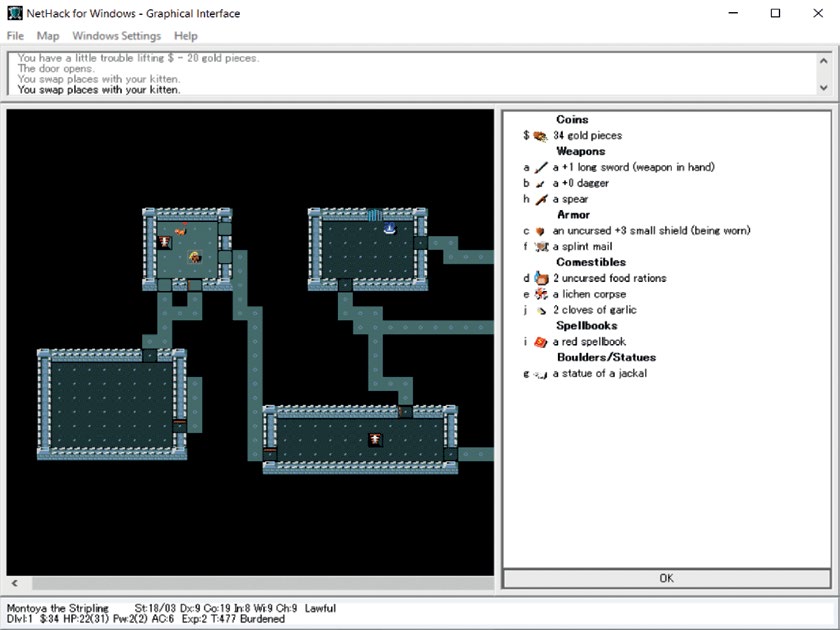 NetHack for Windows - Graphical Interface
File Map Windows Settings Help
You have a little trouble lifting $ - 20 gold pieces.
The door opens.
You swap places with your kitten.
You swap places with your kitten.
Coins
$ 34 gold pieces
Weapons
a a +1 long sword (weapon in hand)
b a +0 dagger
h a spear
Armor
c an uncursed +3 small shield (being worn)
f a splint mail
Comestibles
d 2 uncursed food rations
e a lichen corpse
j 2 cloves of garlic
Spellbooks
i a red spellbook
Boulders/Statues
g a statue of a jackal
OK
Montoya the Stripling St:18/03 Dx:9 Co:19 In:8 Wi:9 Ch:9 Lawful
Dlvl:1 $:34 HP:22(31) Pw:2(2) AC:6 Exp:2 T:477 Burdened